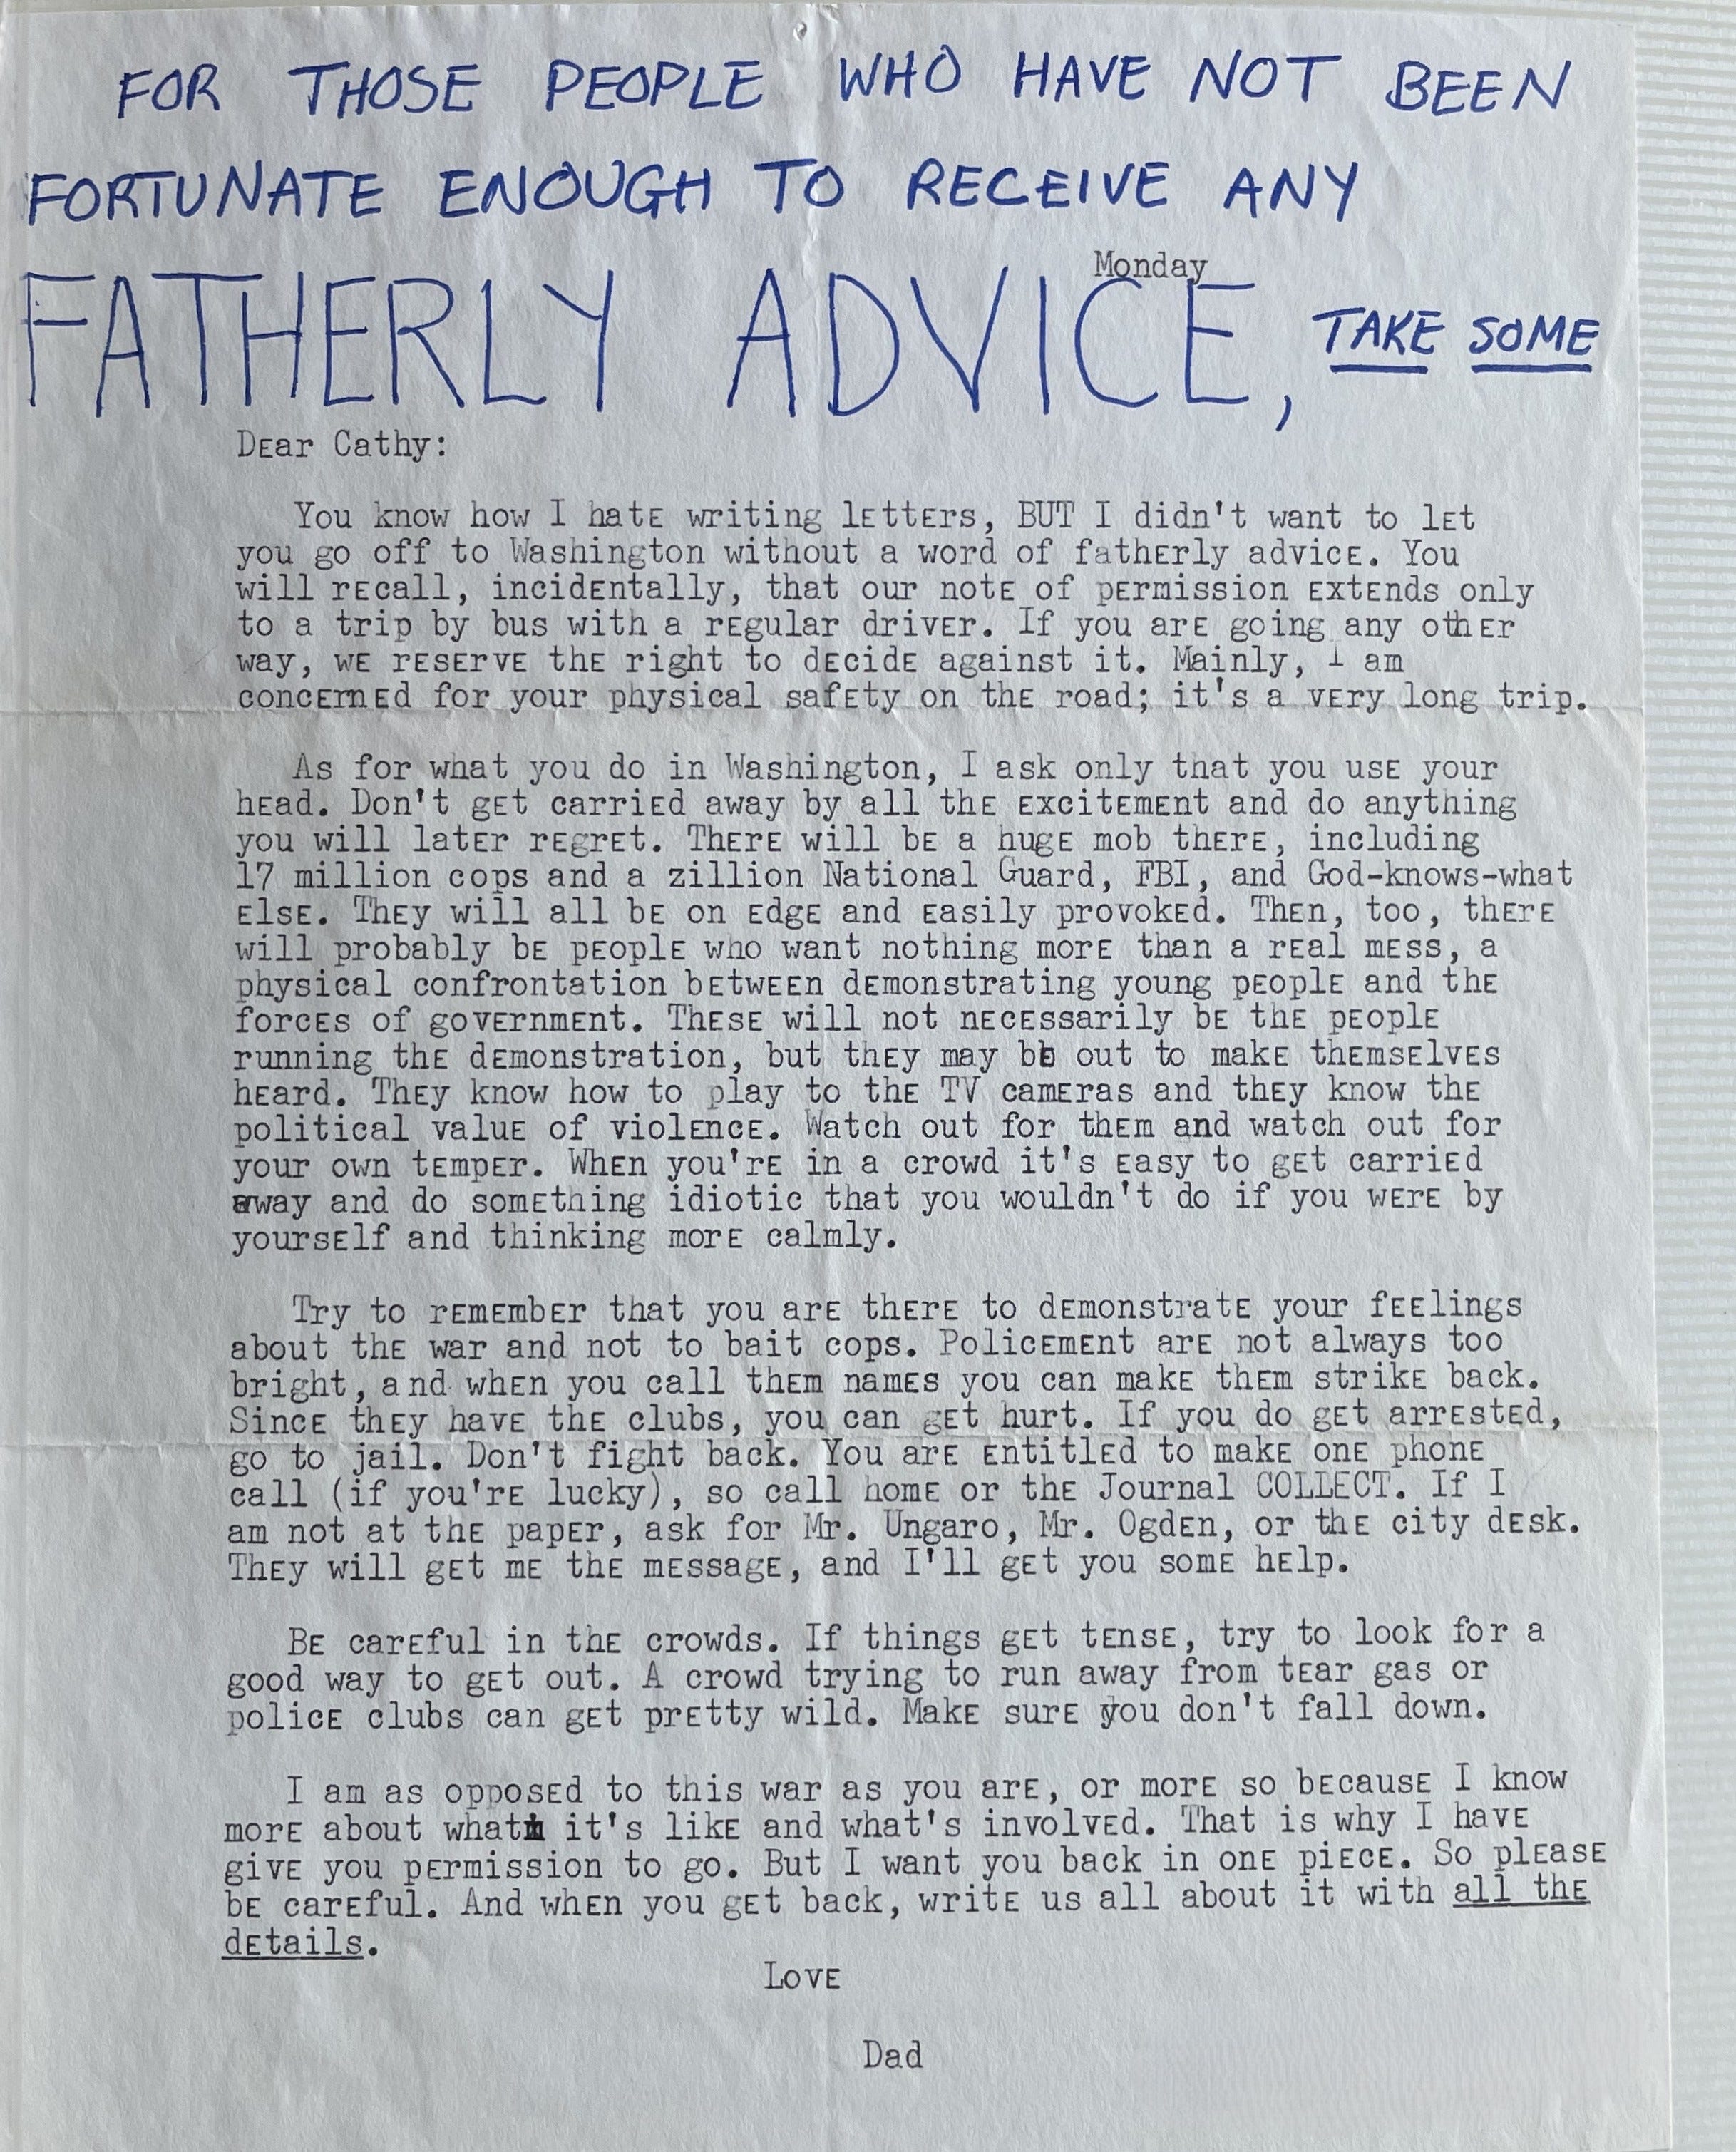 FOR THOSE PEOPLE WHO HAVE NOT BEEN
FORTUNATE ENOUGH TO RECEIVE ANY
Monday
FATHERLY ADVICE, TAKE SOME
Dear Cathy:
You know how I hate writing letters, BUT I didn't want to let
you go off to Washington without a word of fatherly advice. You
will recall, incidentally, that our note of permission extends only
to a trip by bus with a regular driver. If you are going any other
way, we reserve the right to decide against it. Mainly, I am
concerned for your physical safety on the road; it's a very long trip.
As for what you do in Washington, I ask only that you use your
head. Don't get carried away by all the excitement and do anything
you will later regret. There will be a huge mob there, including
17 million cops and a zillion National Guard, FBI, and God-knows-what
else. They will all be on edge and easily provoked. Then, too, there
will probably be people who want nothing more than a real mess, a
physical confrontation between demonstrating young people and the
forces of government. These will not necessarily be the people
running the demonstration, but they may be out to make themselves
heard. They know how to play to the TV cameras and they know the
political value of violence. Watch out for them and watch out for
your own temper. When you're in a crowd it's easy to get carried
away and do something idiotic that you wouldn't do if you were by
yourself and thinking more calmly.
Try to remember that you are there to demonstrate your feelings
about the war and not to bait cops. Policement are not always too
bright, and when you call them names you can make them strike back.
Since they have the clubs, you can get hurt. If you do get arrested,
go to jail. Don't fight back. You are entitled to make one phone
call (if you're lucky), so call home or the Journal COLLECT. If I
am not at the paper, ask for Mr. Ungaro, Mr. Ogden, or the city desk.
They will get me the message, and I'll get you some help.
Be careful in the crowds. If things get tense, try to look for a
good way to get out. A crowd trying to run away from tear gas or
police clubs can get pretty wild. Make sure you don't fall down.
I am as opposed to this war as you are, or more so because I know
more about what it's like and what's involved. That is why I have
give you permission to go. But I want you back in one piece. So please
be careful. And when you get back, write us all about it with all the
details.
Love
Dad